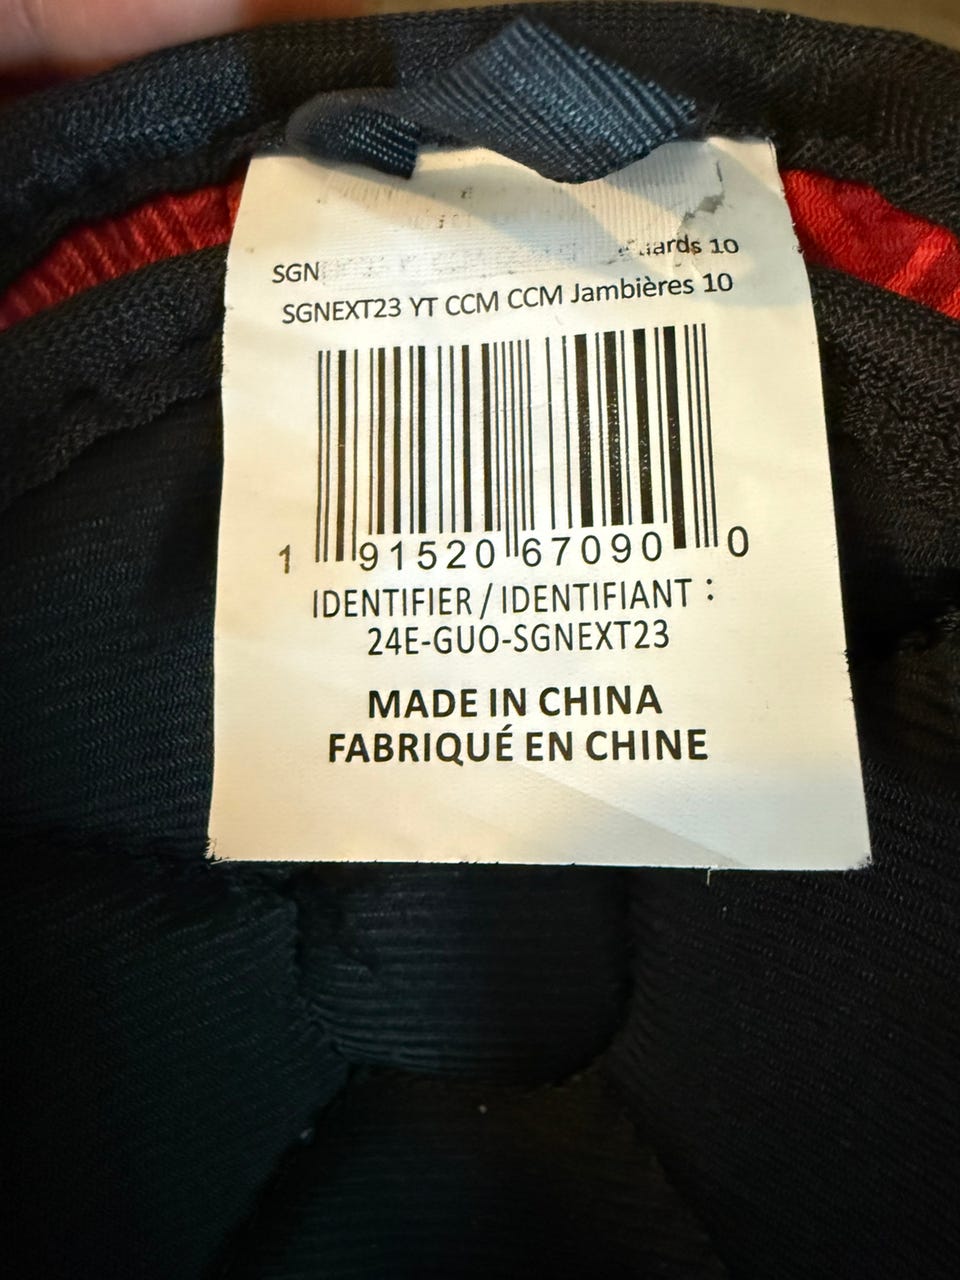 SGN
uards 10
SGNEXT23 YT CCM CCM Jambières 10
1 91520 67090 0
IDENTIFIER / IDENTIFIANT :
24E-GUO-SGNEXT23
MADE IN CHINA
FABRIQUÉ EN CHINE